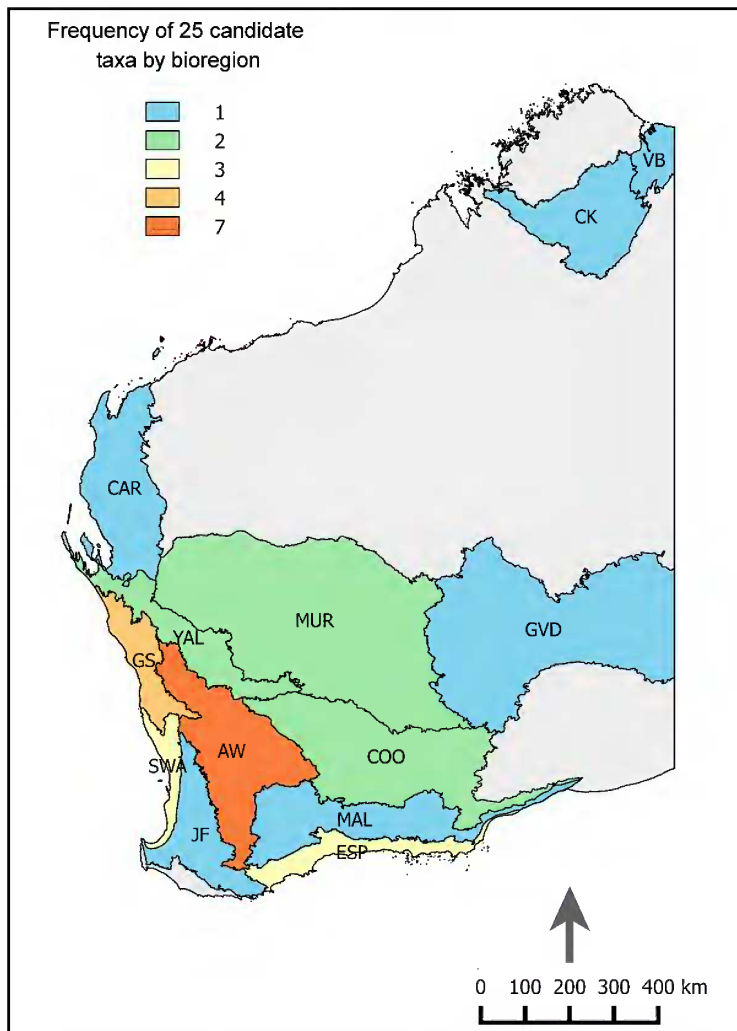 Frequency of 25 candidate
taxa by bioregion
1
2
3
4
7
VB
CK
CAR
MUR
GVD
YAL
GS
AW
COO
SWA
MAL
JF
ESP
0 100 200 300 400 km